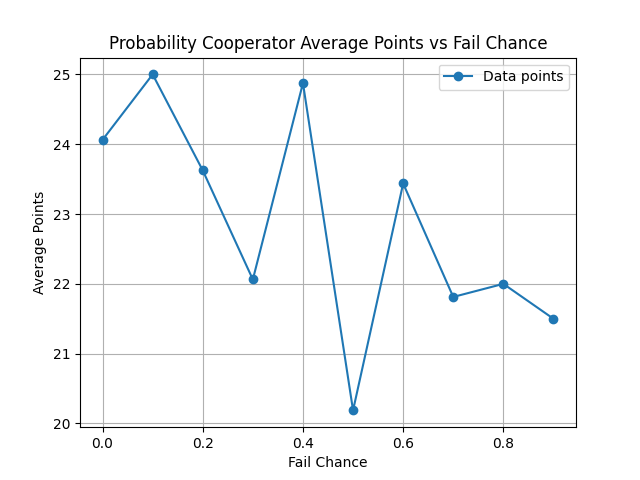 Probability Cooperator Average Points vs Fail Chance
Data points
25
24
23
22
21
20
Average Points
0.0 0.2 0.4 0.6 0.8
Fail Chance